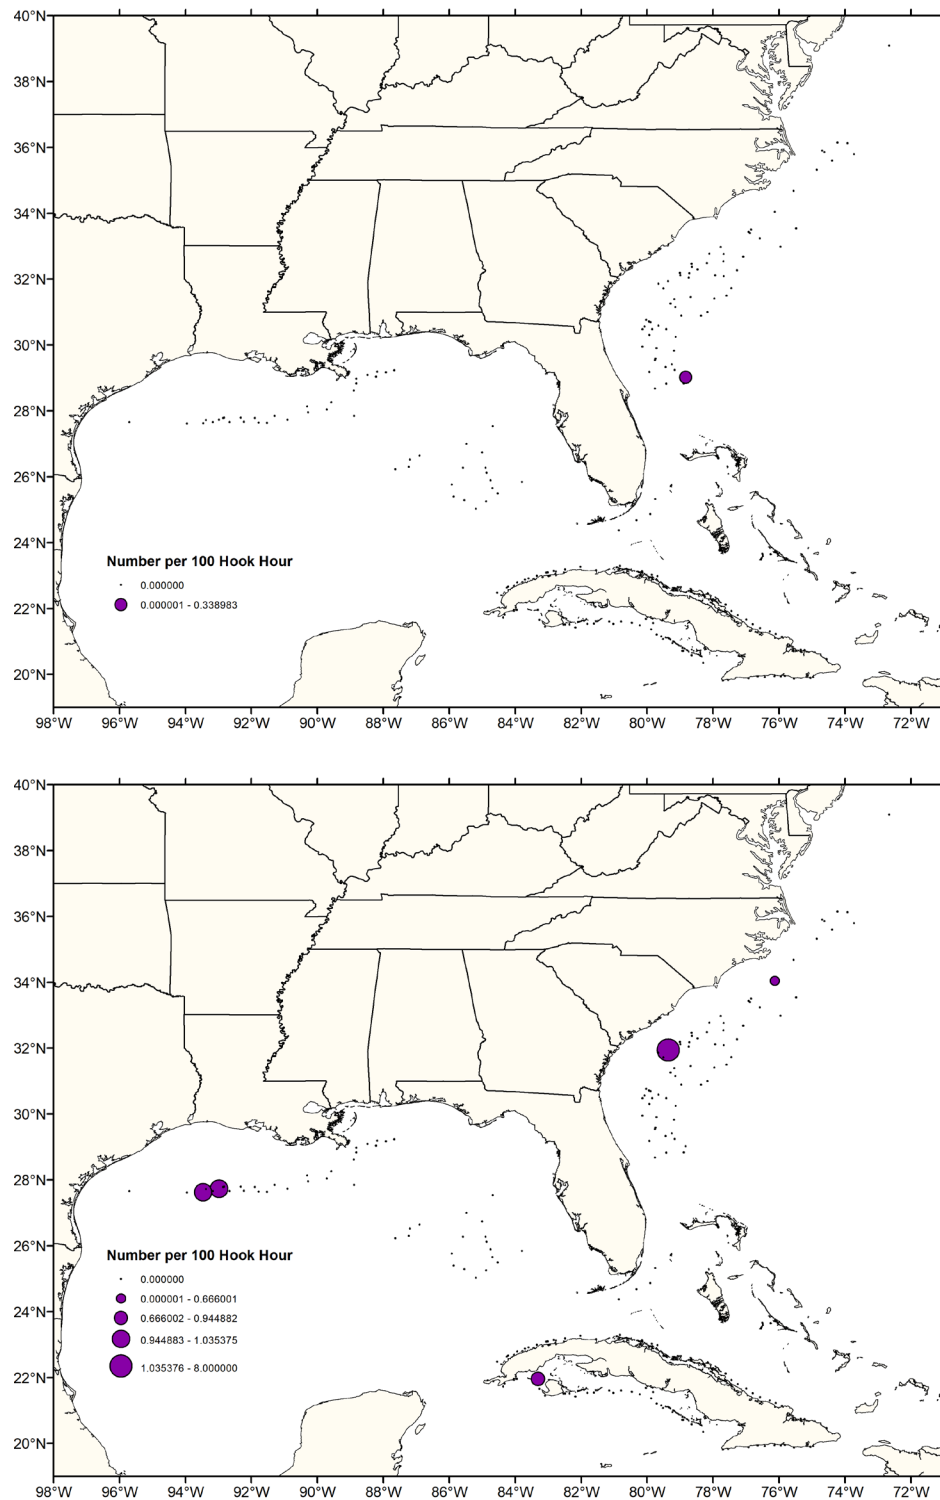 40°N
38°N
36°N
34°N
32°N
30°N
28°N
26°N
24°N
22°N
20°N
Number per 100 Hook Hour
0.000000
0.000001 - 0.338983
98°W 96°W 94°W 92°W 90°W 88°W 86°W 84°W 82°W 80°W 78°W 76°W 74°W 72°W
40°N
38°N
36°N
34°N
32°N
30°N
28°N
26°N
24°N
22°N
20°N
Number per 100 Hook Hour
0.000000
0.000001 - 0.666001
0.666002 - 0.944882
0.944883 - 1.035375
1.035376 - 8.000000
98°W 96°W 94°W 92°W 90°W 88°W 86°W 84°W 82°W 80°W 78°W 76°W 74°W 72°W